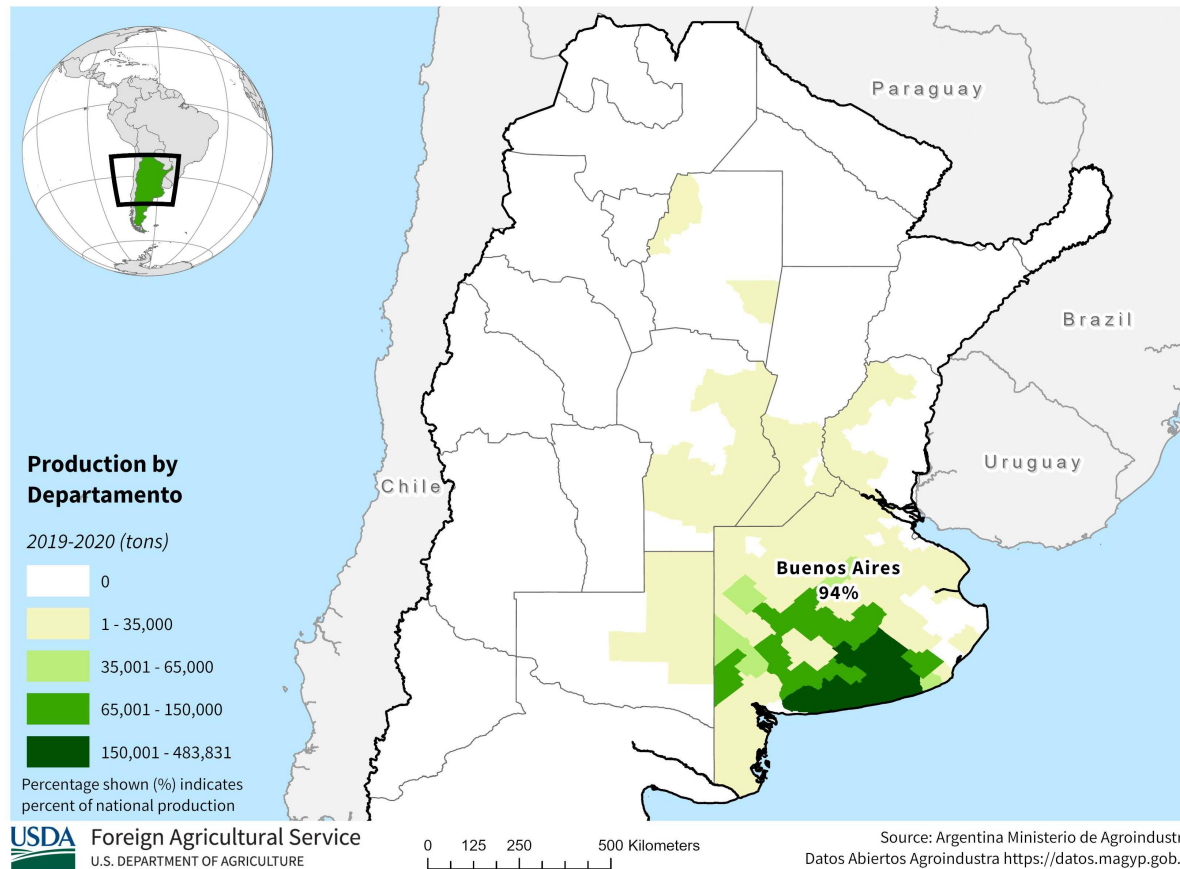 Paraguay
Brazil
Uruguay
Chile
Buenos Aires
94%
Production by
Departamento
2019-2020 (tons)
0
1 - 35,000
35,001 - 65,000
65,001 - 150,000
150,001 - 483,831
Percentage shown (%) indicates
percent of national production
USDA
Foreign Agricultural Service
U.S. DEPARTMENT OF AGRICULTURE
0 125 250 500 Kilometers
Source: Argentina Ministerio de Agroindustr
Datos Abiertos Agroindustra https://datos.magyp.gob.